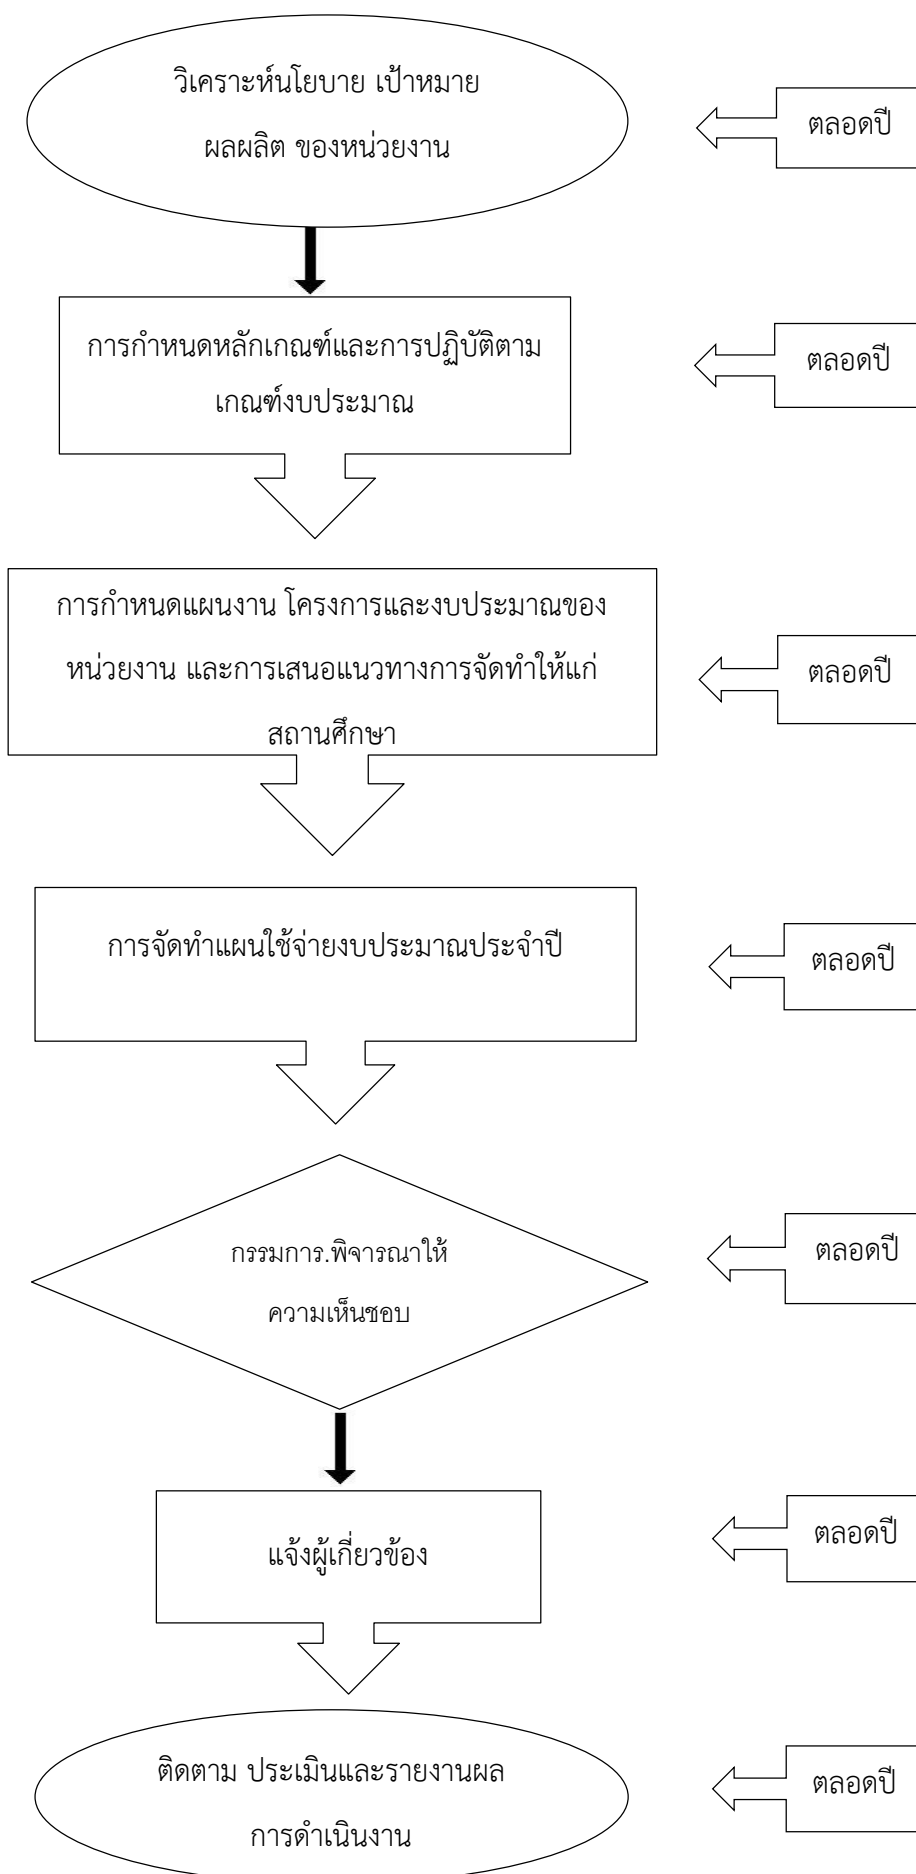 วิเคราะห์นโยบาย เป้าหมาย
ผลผลิต ของหน่วยงาน
ตลอดปี
การกำหนดหลักเกณฑ์และการปฏิบัติตาม
เกณฑ์งบประมาณ
ตลอดปี
การกำหนดแผนงาน โครงการและงบประมาณของ
หน่วยงาน และการเสนอแนวทางการจัดทำให้แก่
สถานศึกษา
ตลอดปี
การจัดทำแผนใช้จ่ายงบประมาณประจำปี
ตลอดปี
กรรมการ.พิจารณาให้
ความเห็นชอบ
ตลอดปี
แจ้งผู้เกี่ยวข้อง
ตลอดปี
ติดตาม ประเมินและรายงานผล
การดำเนินงาน
ตลอดปี